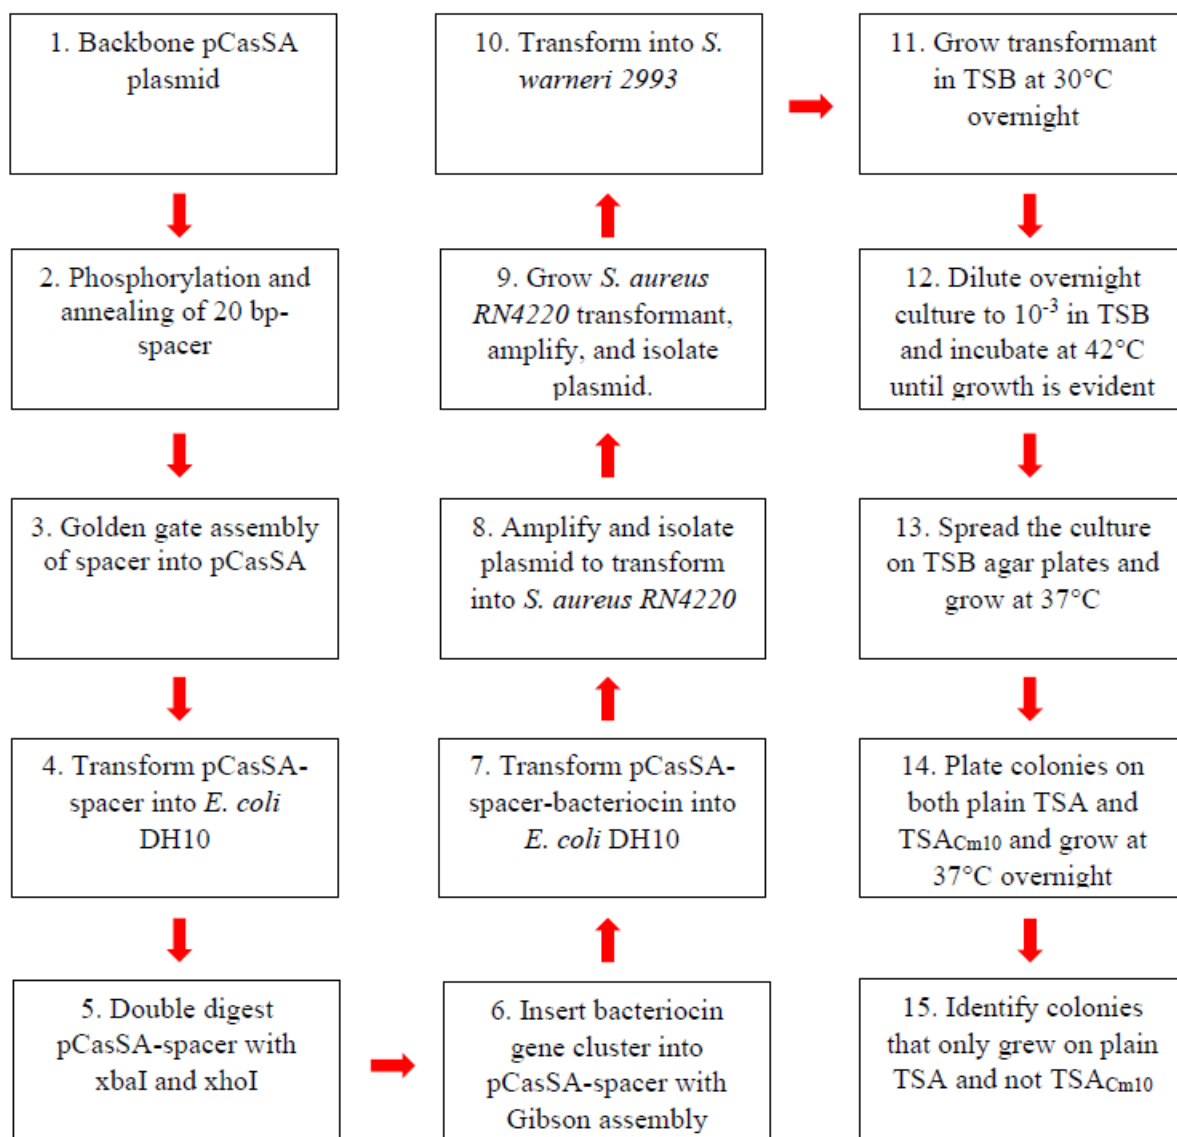 1. Backbone pCasSA
plasmid
2. Phosphorylation and
annealing of 20 bp-
spacer
3. Golden gate assembly
of spacer into pCasSA
4. Transform pCasSA-
spacer into E. coli
DH10
5. Double digest
pCasSA-spacer with
xbaI and xhoI
6. Insert bacteriocin
gene cluster into
pCasSA-spacer with
Gibson assembly
7. Transform pCasSA-
spacer-bacteriocin into
E. coli DH10
8. Amplify and isolate
plasmid to transform
into S. aureus RN4220
9. Grow S. aureus
RN4220 transformant,
amplify, and isolate
plasmid.
10. Transform into S.
warneri 2993
11. Grow transformant
in TSB at 30°C
overnight
12. Dilute overnight
culture to 10⁻³ in TSB
and incubate at 42°C
until growth is evident
13. Spread the culture
on TSB agar plates and
grow at 37°C
14. Plate colonies on
both plain TSA and
TSACm10 and grow at
37°C overnight
15. Identify colonies
that only grew on plain
TSA and not TSACm10